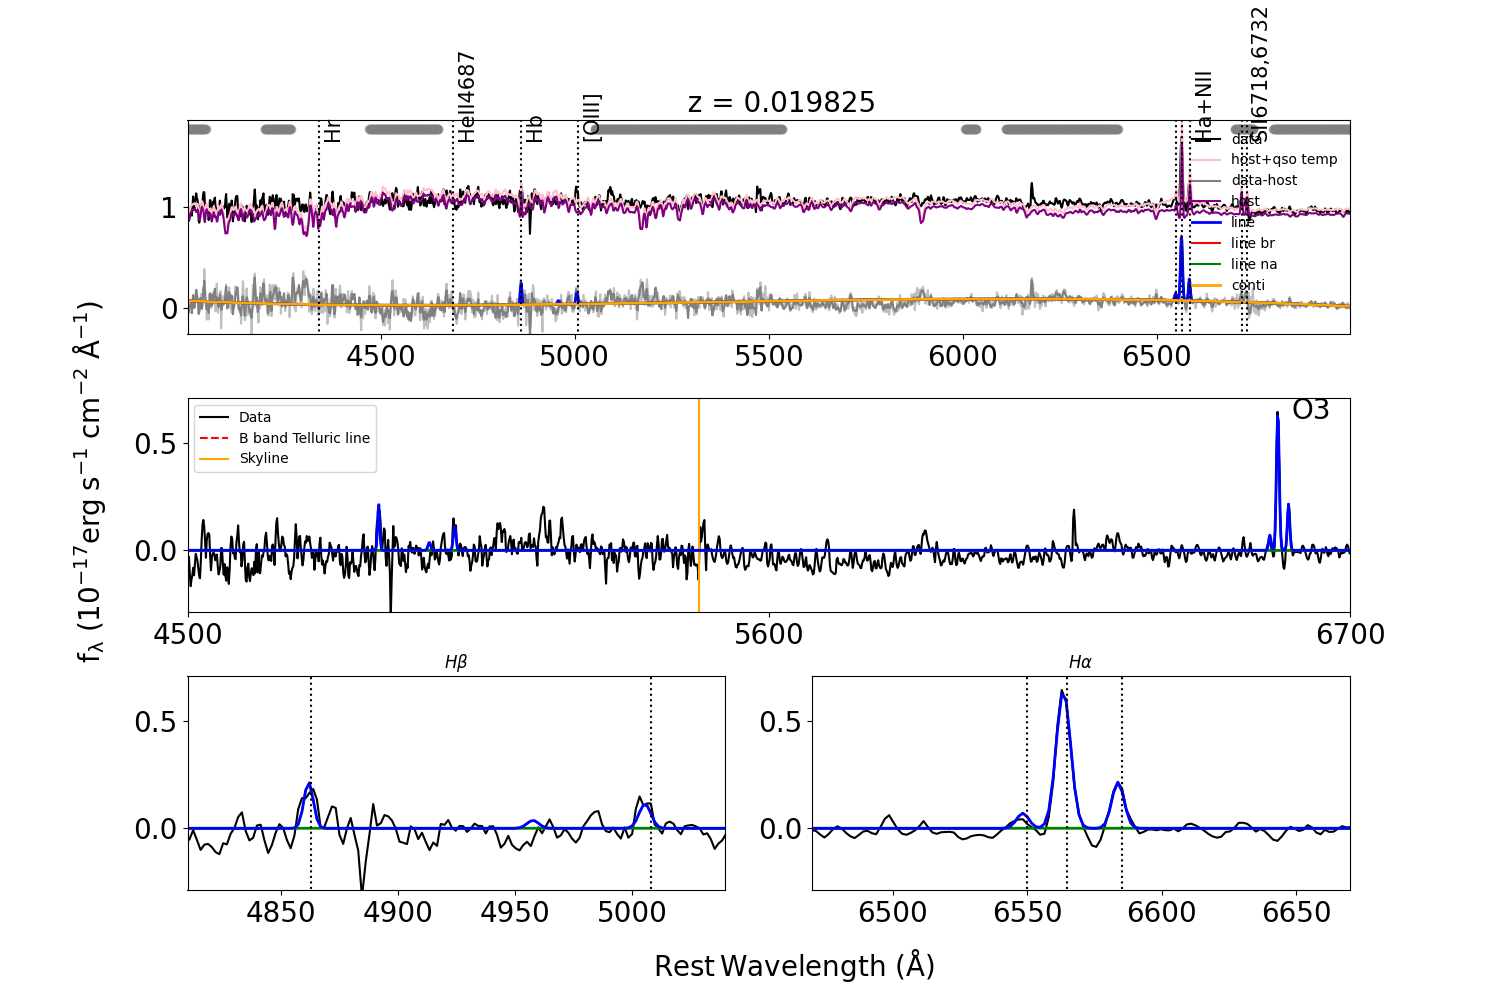 z = 0.019825
Hr
HeII4687
Hb
[OIII]
Ha+NII
SII6718,6732
data
host+qso temp
data-host
host
line
line br
line na
conti
1
0
4500
5000
5500
6000
6500
Data
B band Telluric line
Skyline
O3
0.5
0.0
4500
5600
6700
fλ (10⁻¹⁷erg s⁻¹ cm⁻² Å⁻¹)
Hβ
0.5
0.0
4850
4900
4950
5000
Hα
0.5
0.0
6500
6550
6600
6650
Rest Wavelength (Å)